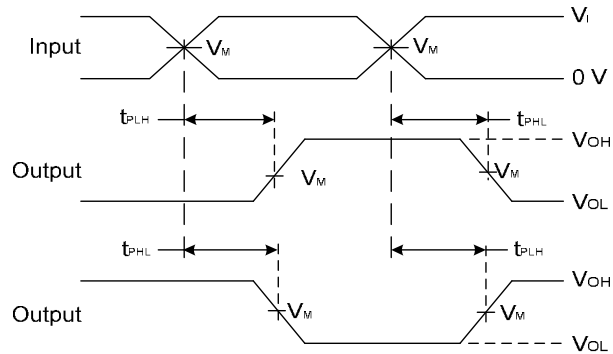 VI
Input VM VM
0 V
tPLH tPHL
VOH
Output VM VM
VOL
tPHL tPLH
VOH
Output VM VM
VOL